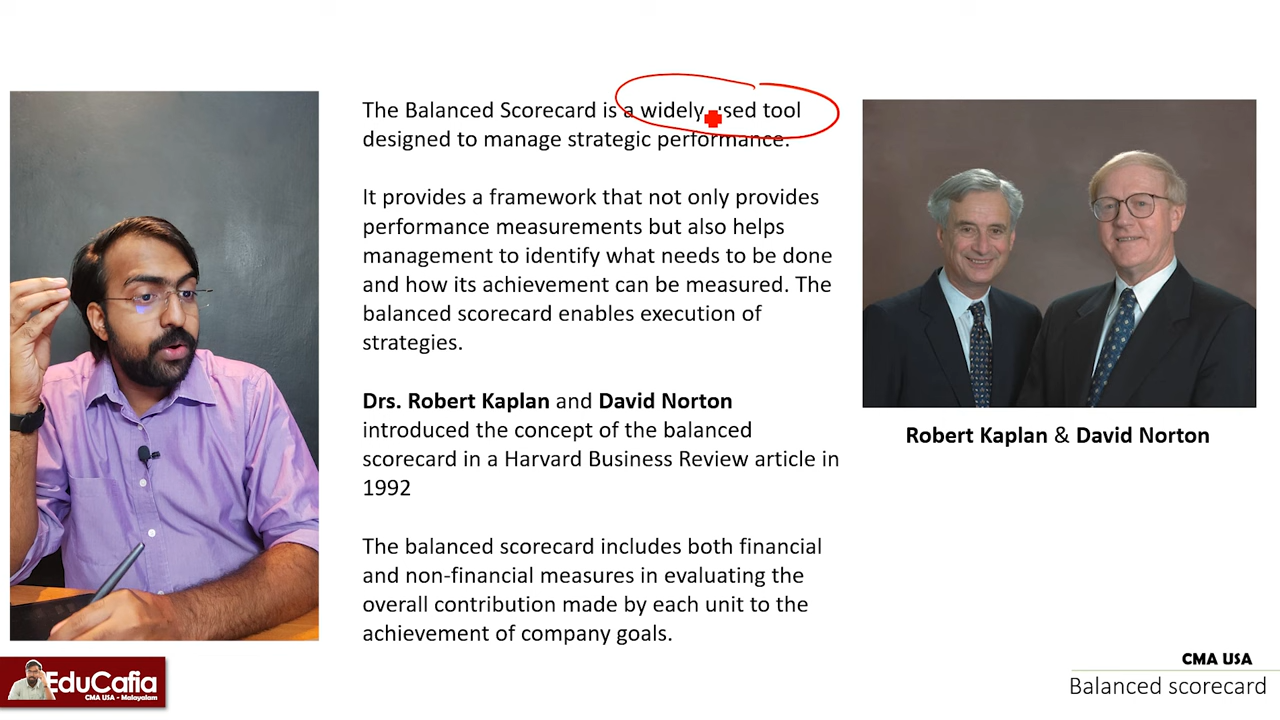 The Balanced Scorecard is a widely used tool
designed to manage strategic performance.
It provides a framework that not only provides
performance measurements but also helps
management to identify what needs to be done
and how its achievement can be measured. The
balanced scorecard enables execution of
strategies.
Drs. Robert Kaplan and David Norton
introduced the concept of the balanced
scorecard in a Harvard Business Review article in
1992
The balanced scorecard includes both financial
and non-financial measures in evaluating the
overall contribution made by each unit to the
achievement of company goals.
Robert Kaplan & David Norton
EduCafia
CMA USA - Malayalam
CMA USA
Balanced scorecard